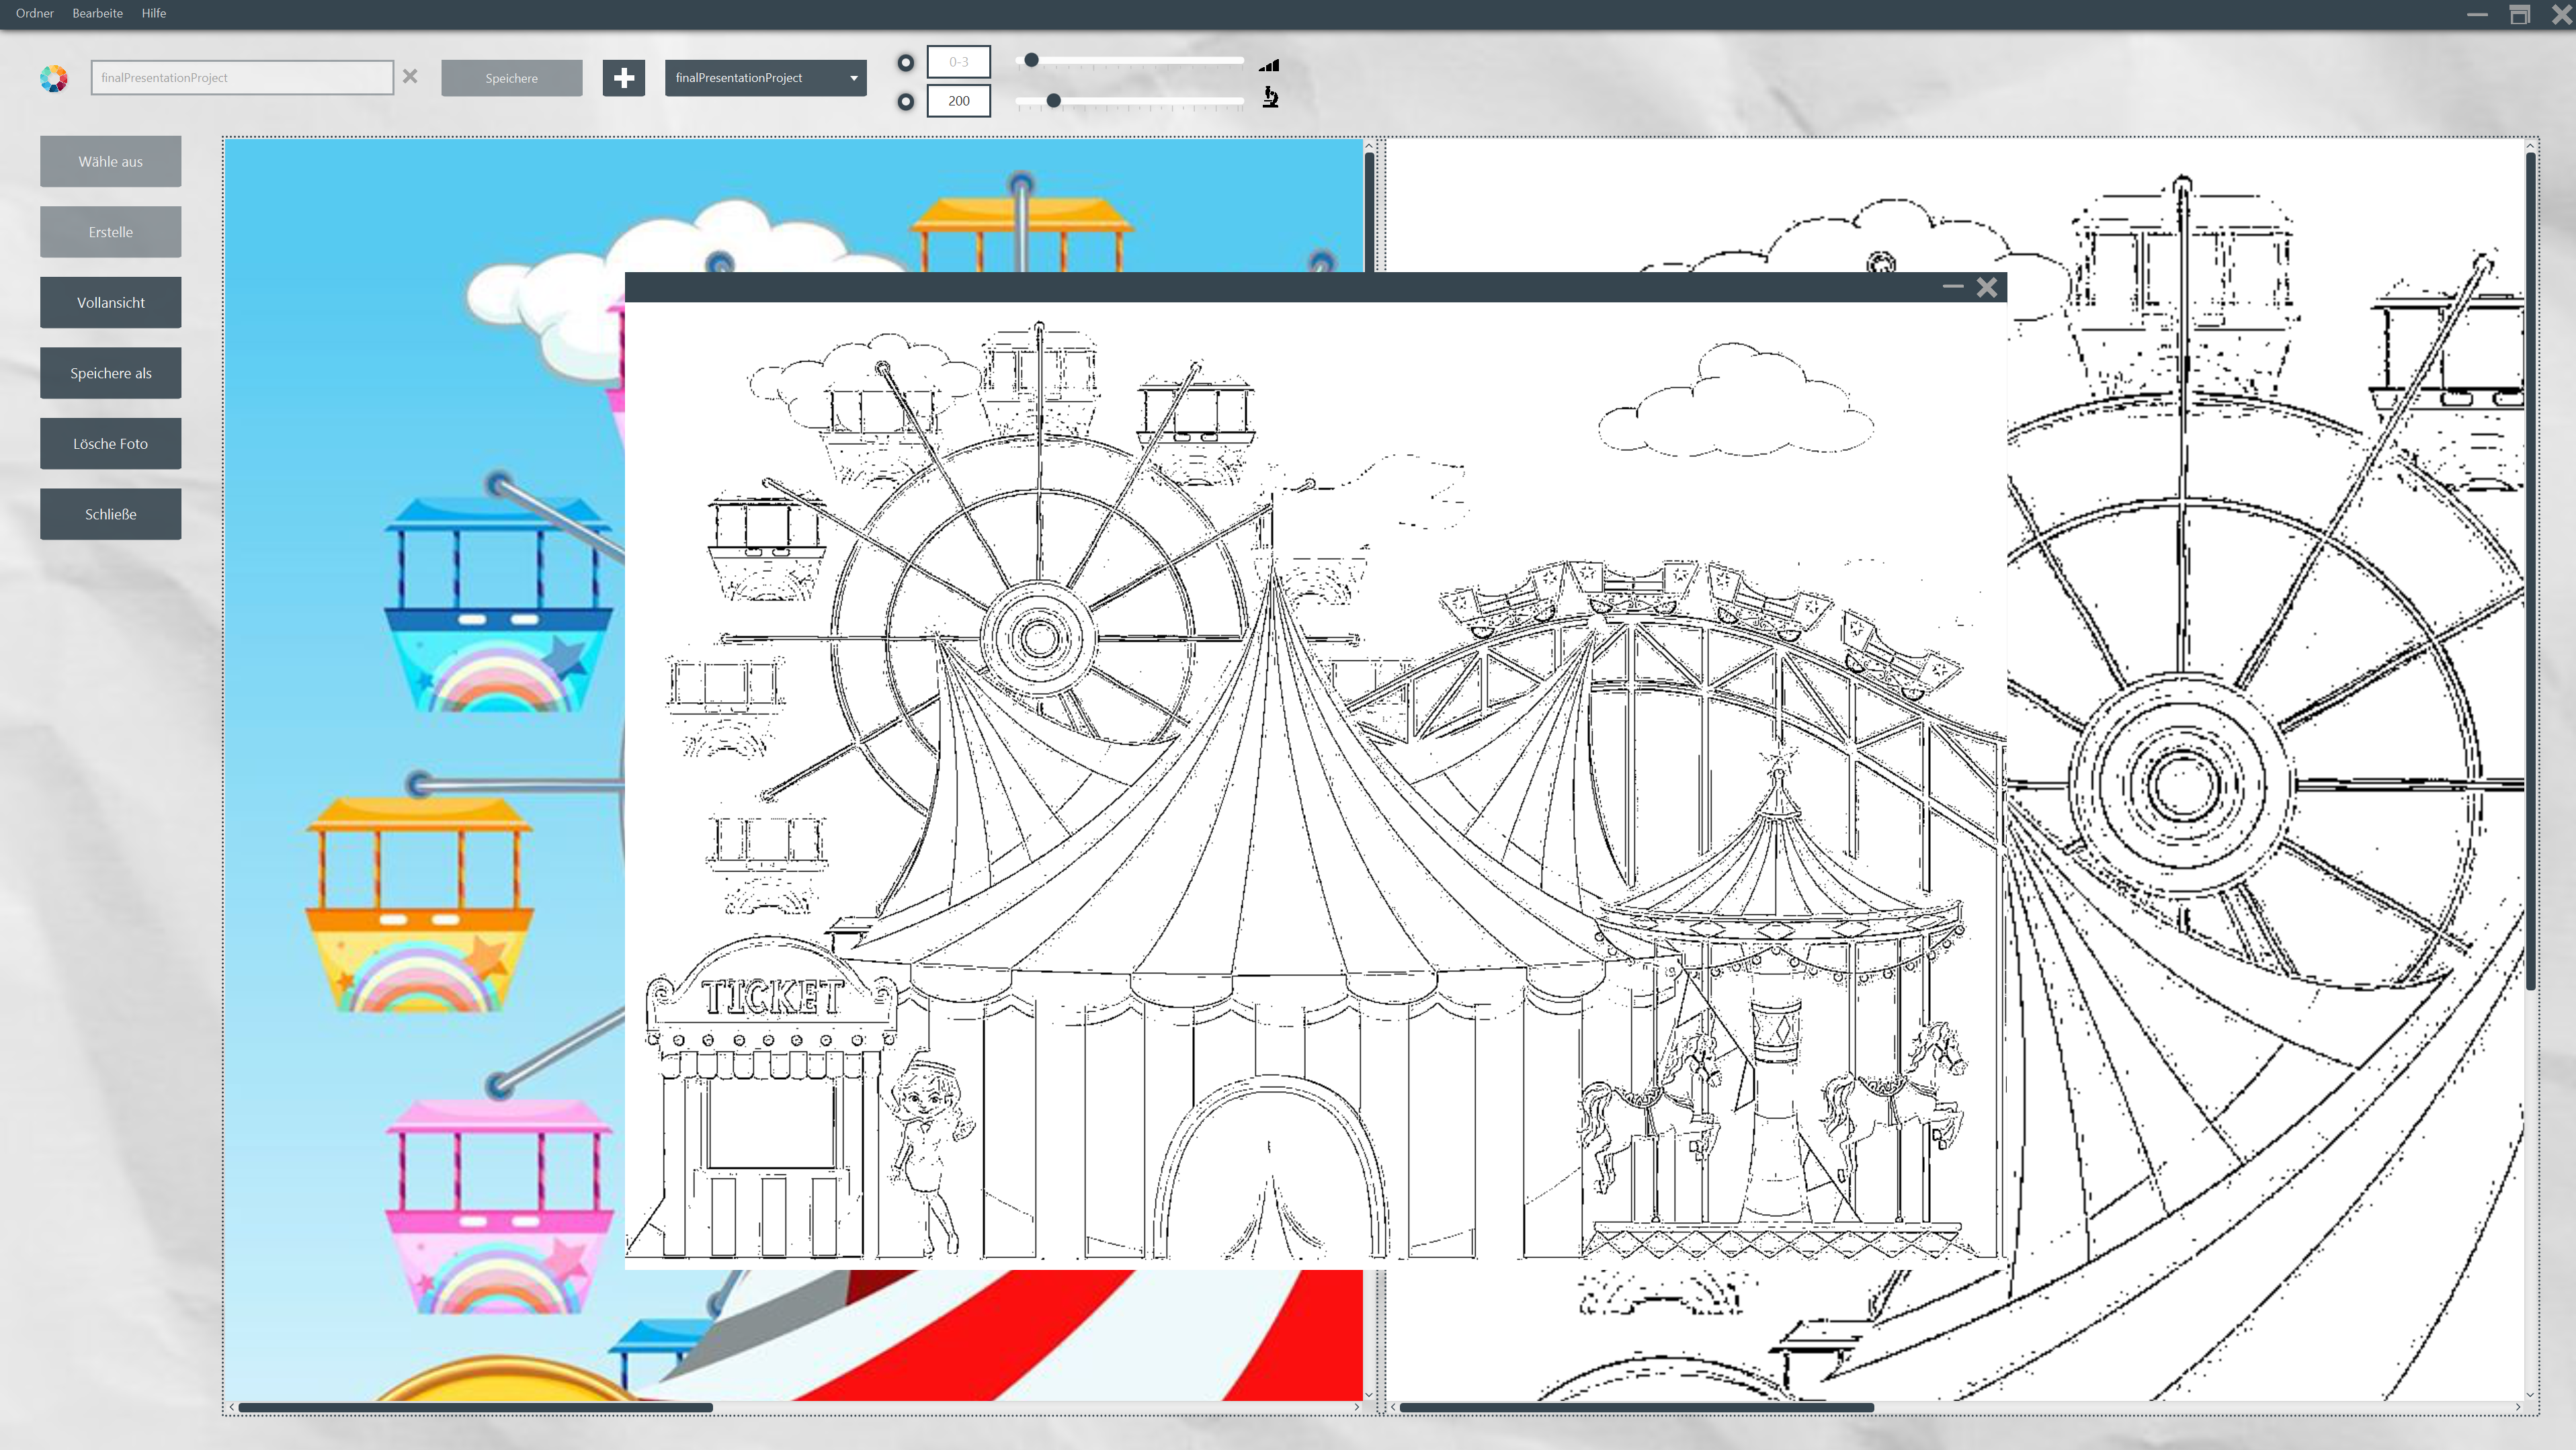 Ordner Bearbeite Hilfe
finalPresentationProject Speichere finalPresentationProject 0-3
200
Wähle aus
Erstelle
Vollansicht
Speichere als
Lösche Foto
Schließe
TICKET